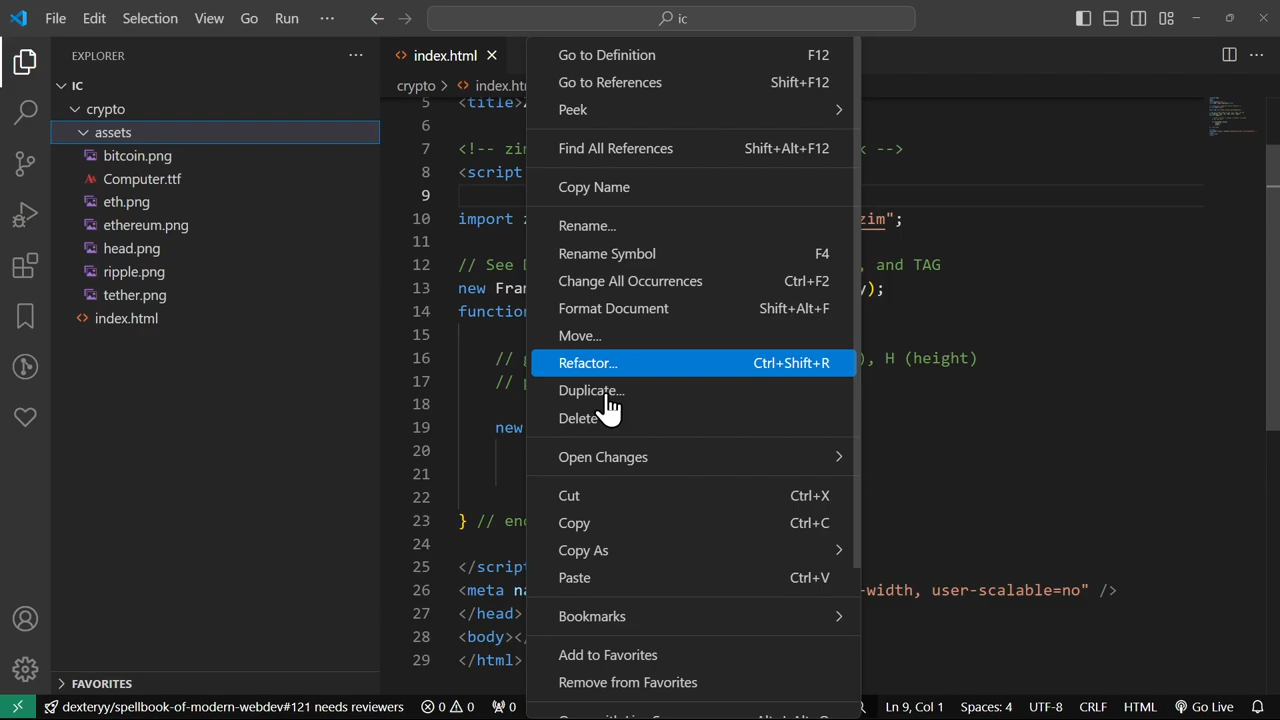 File Edit Selection View Go Run ··· ic
EXPLORER ···
IC
crypto
assets
bitcoin.png
Computer.ttf
eth.png
ethereum.png
head.png
ripple.png
tether.png
index.html
FAVORITES
index.html
crypto > index.htm
5 <title>
6
7 <!-- zi -->
8 <script
9
10 import zim";
11
12 // See , and TAG
13 new Fra y);
14 function
15
16 // ), H (height)
17 //
18
19 new
20
21
22
23 } // en
24
25 </script
26 <meta na -width, user-scalable=no" />
27 </head>
28 <body></
29 </html>
Go to Definition F12
Go to References Shift+F12
Peek
Find All References Shift+Alt+F12
Copy Name
Rename...
Rename Symbol F4
Change All Occurrences Ctrl+F2
Format Document Shift+Alt+F
Move...
Refactor... Ctrl+Shift+R
Duplicate...
Delete
Open Changes
Cut Ctrl+X
Copy Ctrl+C
Copy As
Paste Ctrl+V
Bookmarks
Add to Favorites
Remove from Favorites
dexteryy/spellbook-of-modern-webdev#121 needs reviewers 0 0 0 Ln 9, Col 1 Spaces: 4 UTF-8 CRLF HTML Go Live